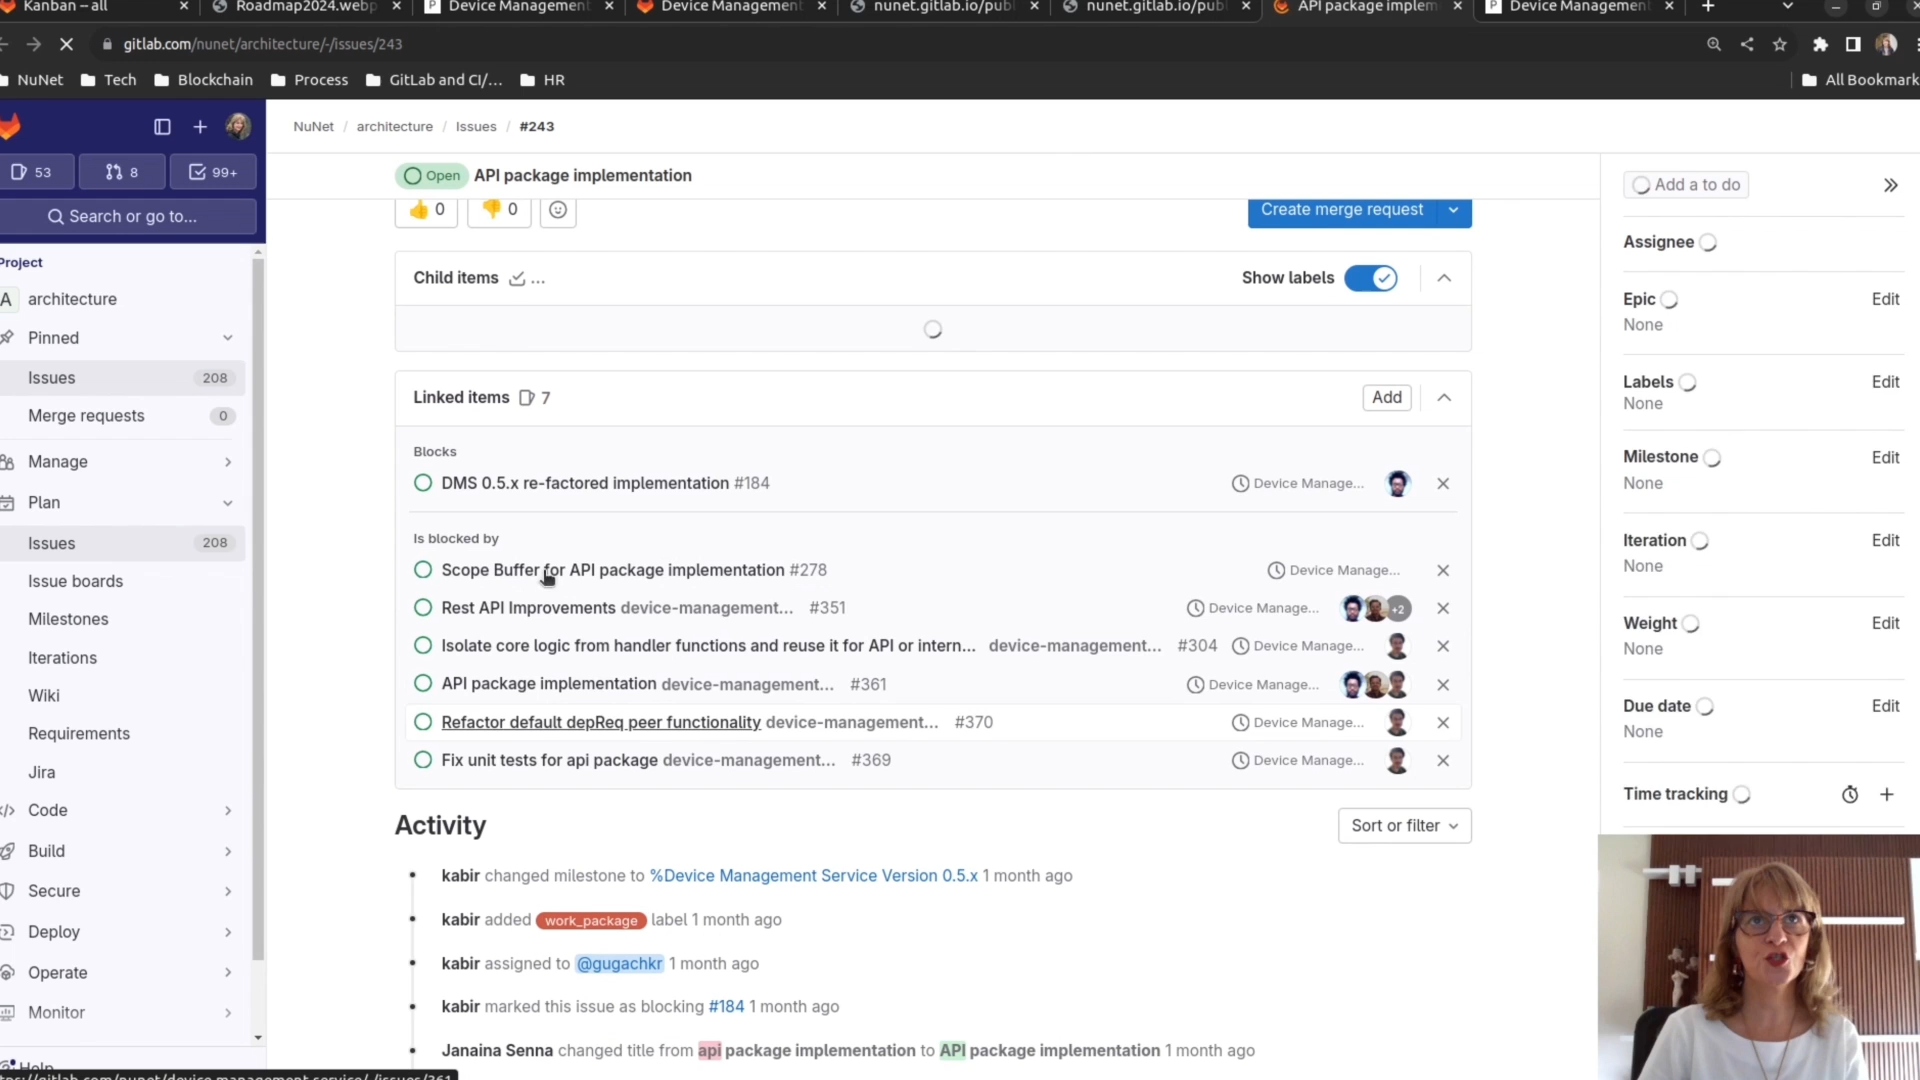 Kanban – all
Roadmap2024.webp
Device Management
Device Management
nunet.gitlab.io/publ
nunet.gitlab.io/publ
API package implem
Device Management
gitlab.com/nunet/architecture/-/issues/243
NuNet
Tech
Blockchain
Process
GitLab and CI/...
HR
All Bookmark
53
8
99+
Search or go to...
Project
A architecture
Pinned
Issues 208
Merge requests 0
Manage
Plan
Issues 208
Issue boards
Milestones
Iterations
Wiki
Requirements
Jira
Code
Build
Secure
Deploy
Operate
Monitor
Help
NuNet / architecture / Issues / #243
Open API package implementation
0
0
Create merge request
Child items ...
Show labels
Linked items 7
Add
Blocks
DMS 0.5.x re-factored implementation #184 Device Manage...
Is blocked by
Scope Buffer for API package implementation #278 Device Manage...
Rest API Improvements device-management... #351 Device Manage... +2
Isolate core logic from handler functions and reuse it for API or intern... device-management... #304 Device Manage...
API package implementation device-management... #361 Device Manage...
Refactor default depReq peer functionality device-management... #370 Device Manage...
Fix unit tests for api package device-management... #369 Device Manage...
Activity
Sort or filter
kabir changed milestone to %Device Management Service Version 0.5.x 1 month ago
kabir added work_package label 1 month ago
kabir assigned to @gugachkr 1 month ago
kabir marked this issue as blocking #184 1 month ago
Janaina Senna changed title from api package implementation to API package implementation 1 month ago
Add a to do
Assignee
Epic Edit
None
Labels Edit
None
Milestone Edit
None
Iteration Edit
None
Weight Edit
None
Due date Edit
None
Time tracking